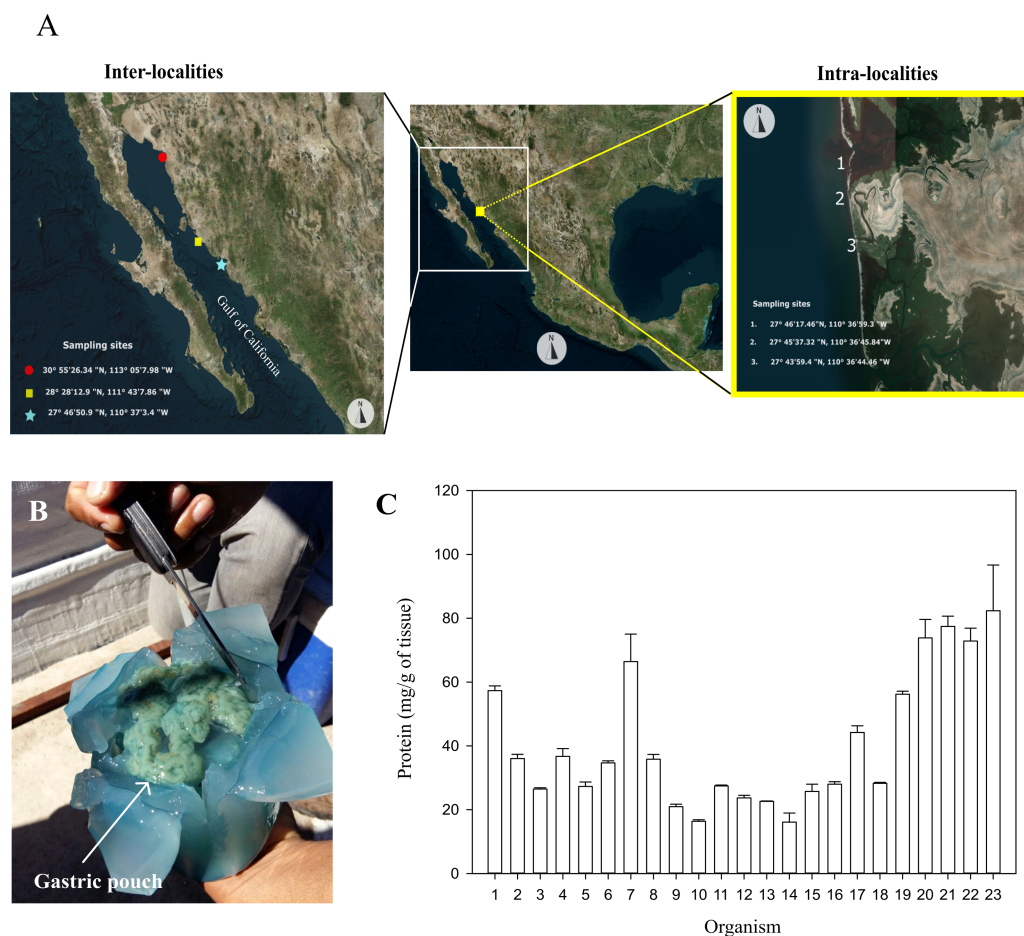 A
Inter-localities
Intra-localities
N
1
2
3
Gulf of California
Sampling sites
30° 55'26.34 "N, 113° 05'7.98 "W
28° 28'12.9 "N, 111° 43'7.86 "W
27° 46'50.9 "N, 110° 37'3.4 "W
N
N
Sampling sites
1. 27° 46'17.46"N, 110° 36'59.3 "W
2. 27° 45'37.32 "N, 110° 36'45.84"W
3. 27° 43'59.4 "N, 110° 36'44.46 "W
B
Gastric pouch
C
Protein (mg/g of tissue)
120
100
80
60
40
20
0
1 2 3 4 5 6 7 8 9 10 11 12 13 14 15 16 17 18 19 20 21 22 23
Organism